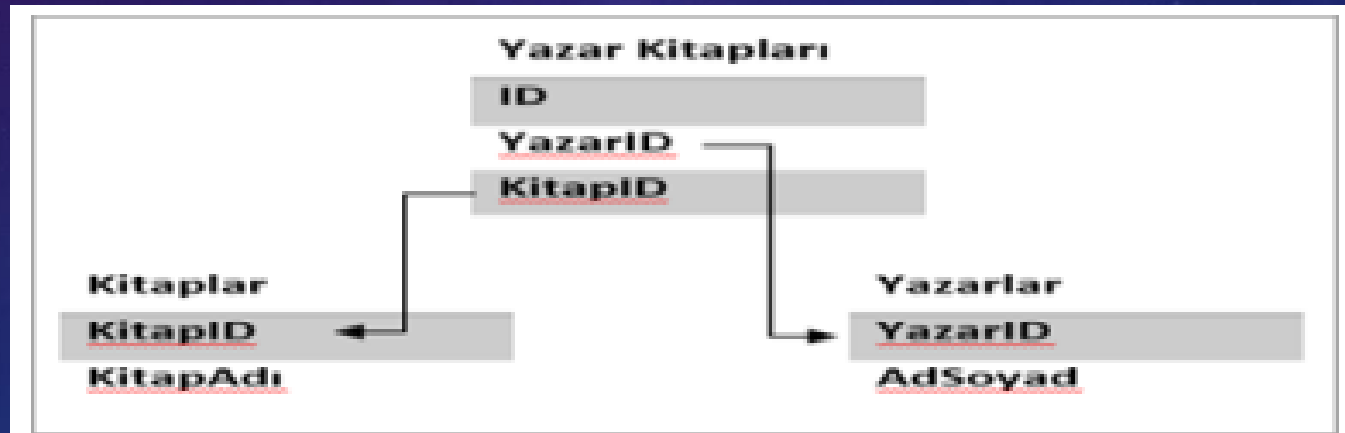 Yazar Kitapları
ID
YazarID
KitapID
Kitaplar
KitapID
KitapAdı
Yazarlar
YazarID
AdSoyad